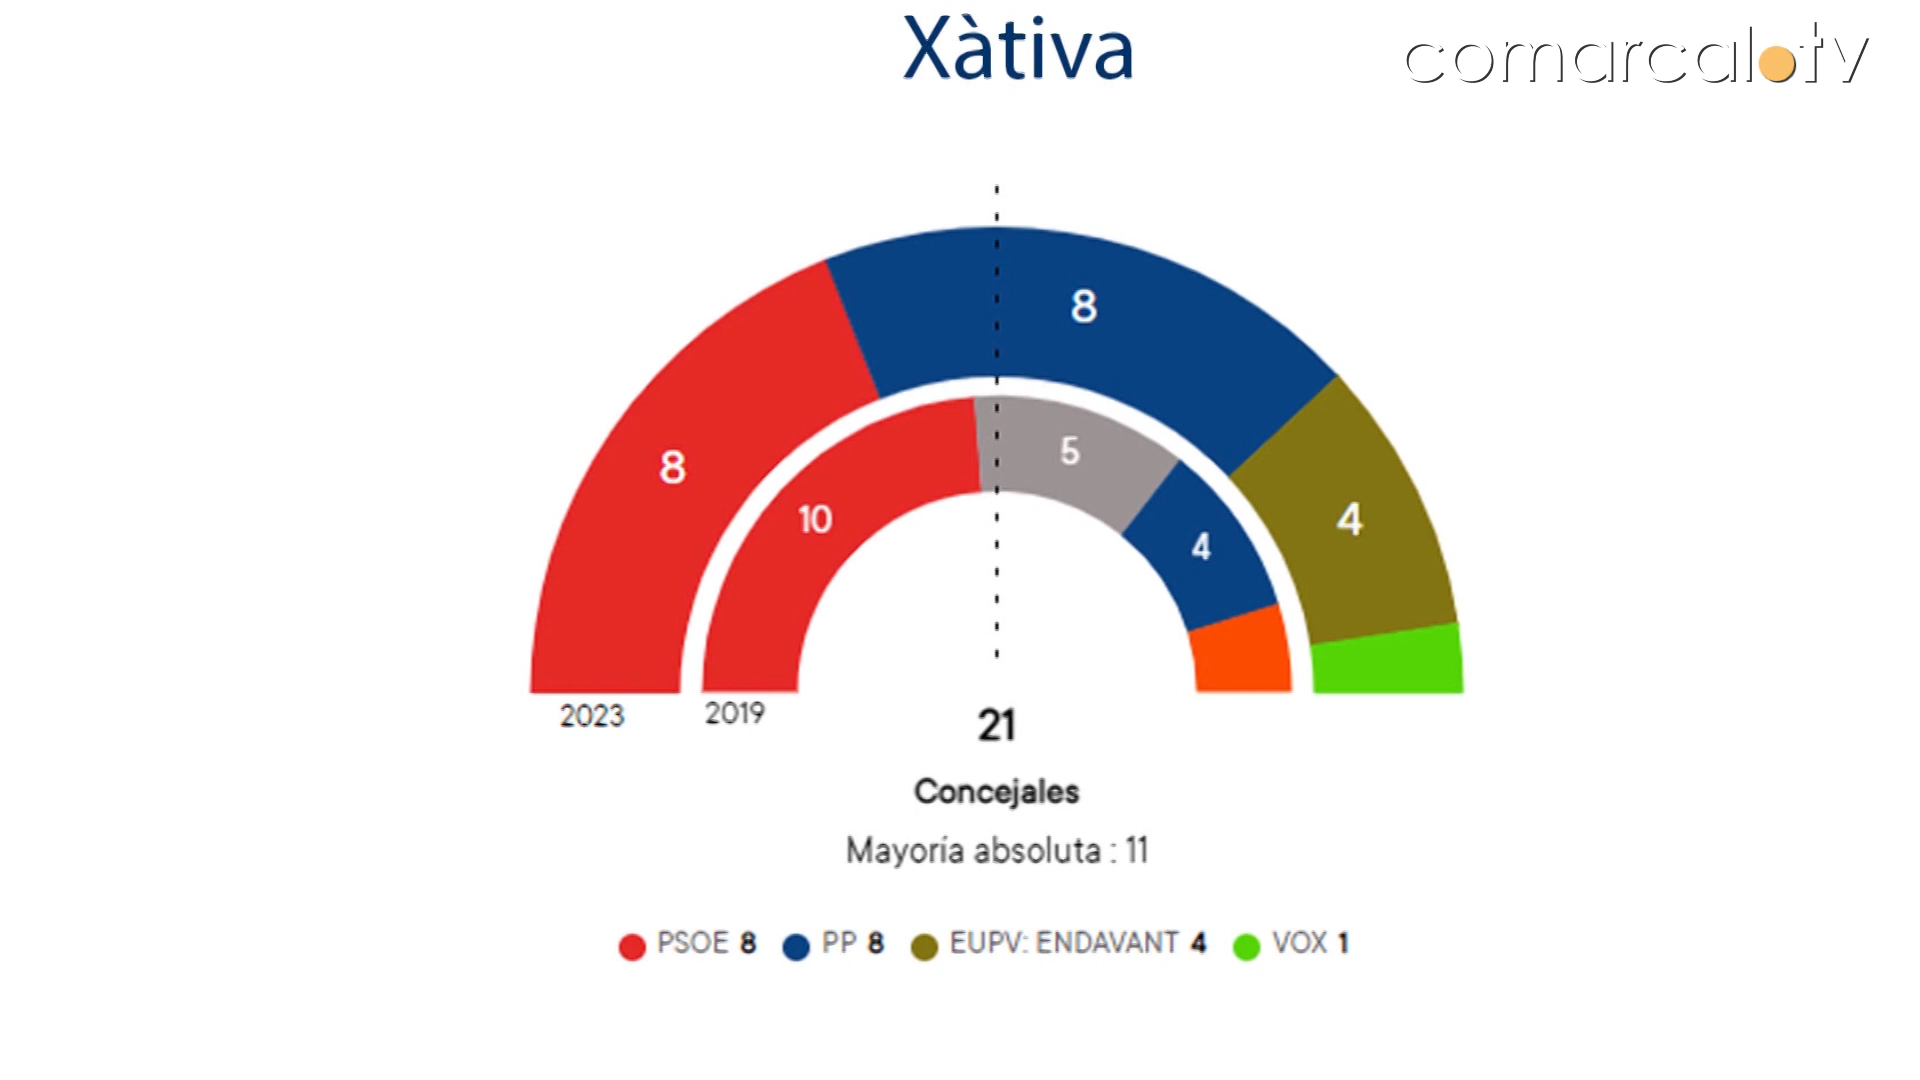 Xàtiva
comarcal.tv
8
8
4
10
5
4
2023
2019
21
Concejales
Mayoría absoluta : 11
PSOE 8 PP 8 EUPV: ENDAVANT 4 VOX 1